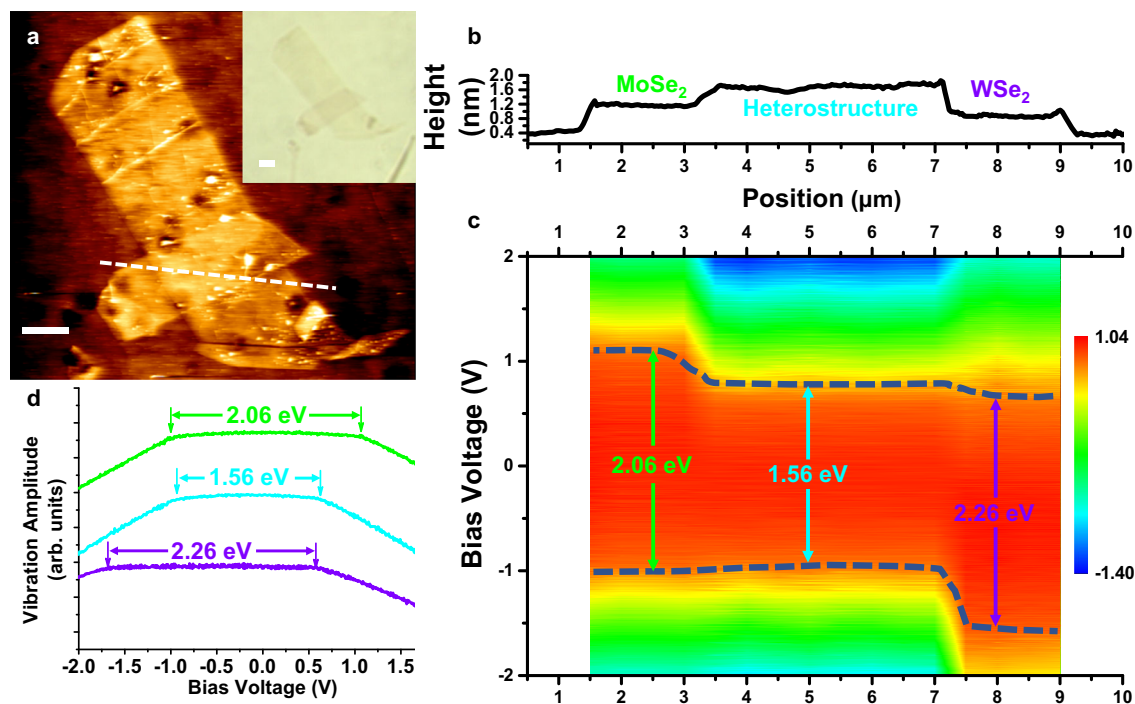 a
b
2.0
1.6
1.2
0.8
0.4
Height
(nm)
MoSe2
Heterostructure
WSe2
1 2 3 4 5 6 7 8 9 10
Position (µm)
c
1 2 3 4 5 6 7 8 9 10
2
1
0
-1
-2
Bias Voltage (V)
2.06 eV
1.56 eV
2.26 eV
1.04
-1.40
1 2 3 4 5 6 7 8 9 10
d
2.06 eV
1.56 eV
2.26 eV
Vibration Amplitude
(arb. units)
-2.0 -1.5 -1.0 -0.5 0.0 0.5 1.0 1.5
Bias Voltage (V)